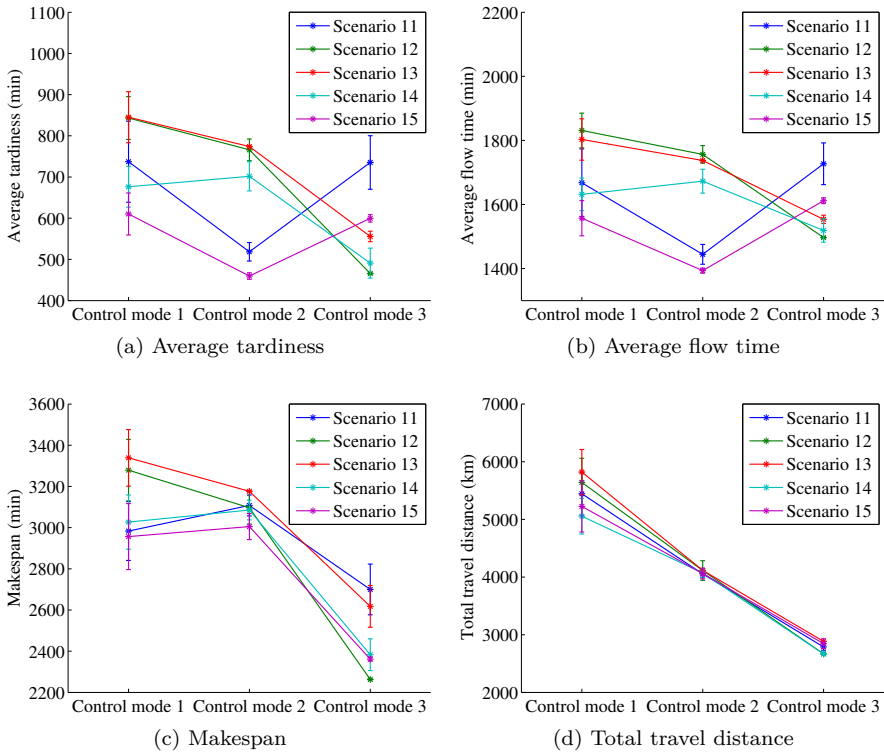 1100
1000
900
800
700
600
500
400
Average tardiness (min)
Scenario 11
Scenario 12
Scenario 13
Scenario 14
Scenario 15
Control mode 1 Control mode 2 Control mode 3
(a) Average tardiness
2200
2000
1800
1600
1400
Average flow time (min)
Scenario 11
Scenario 12
Scenario 13
Scenario 14
Scenario 15
Control mode 1 Control mode 2 Control mode 3
(b) Average flow time
3600
3400
3200
3000
2800
2600
2400
2200
Makespan (min)
Scenario 11
Scenario 12
Scenario 13
Scenario 14
Scenario 15
Control mode 1 Control mode 2 Control mode 3
(c) Makespan
7000
6000
5000
4000
3000
2000
Total travel distance (km)
Scenario 11
Scenario 12
Scenario 13
Scenario 14
Scenario 15
Control mode 1 Control mode 2 Control mode 3
(d) Total travel distance